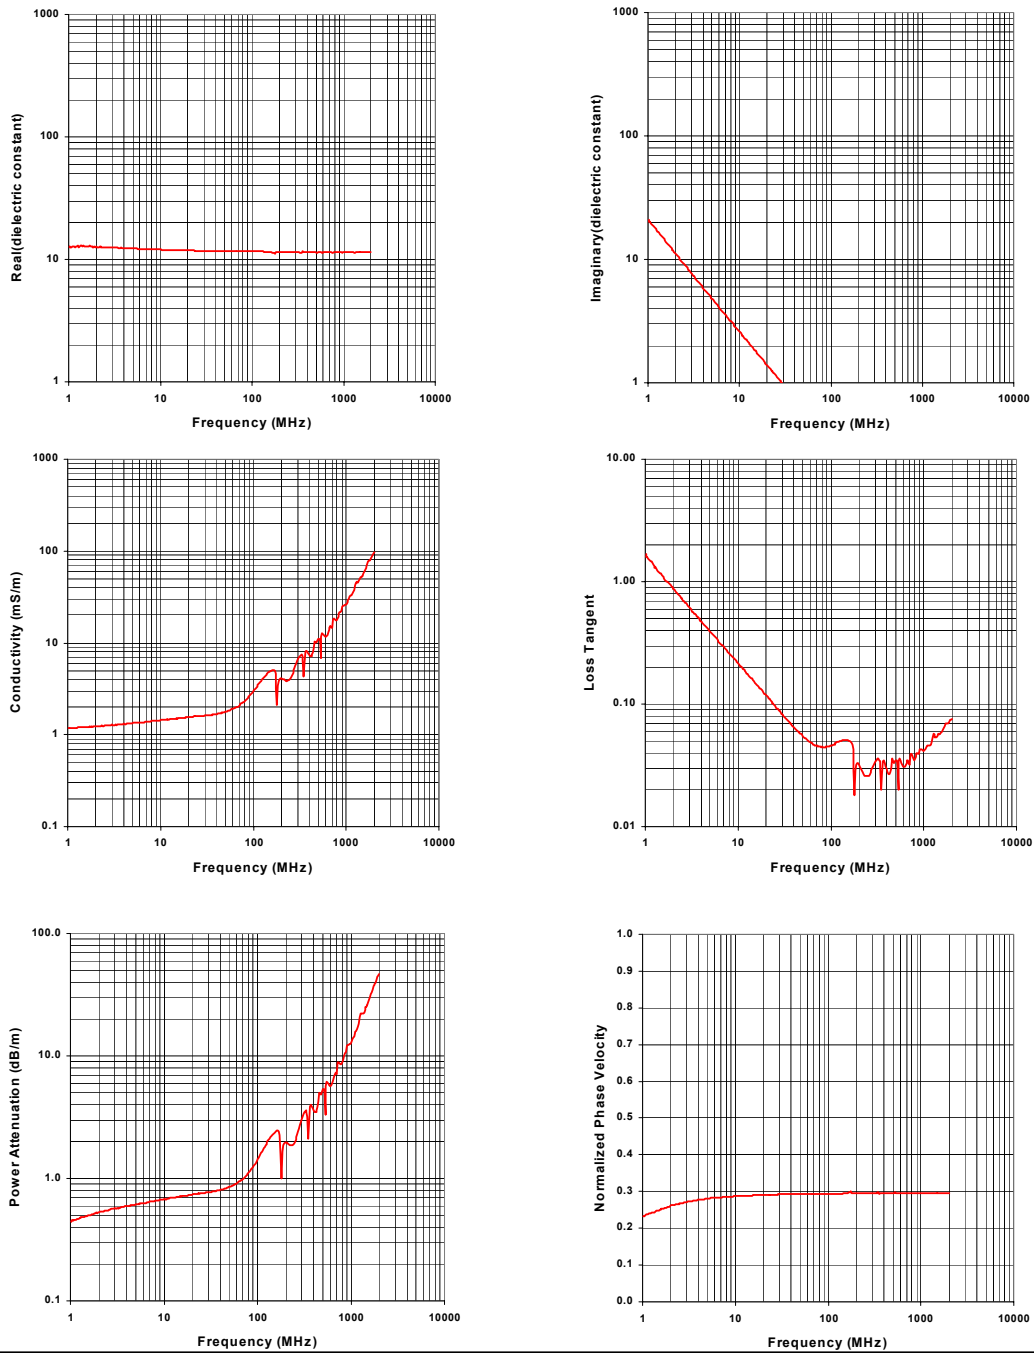 1000
100
10
1
Real(dielectric constant)
1 10 100 1000 10000
Frequency (MHz)
1000
100
10
1
Imaginary(dielectric constant)
1 10 100 1000 10000
Frequency (MHz)
1000
100
10
1
0.1
Conductivity (mS/m)
1 10 100 1000 10000
Frequency (MHz)
10.00
1.00
0.10
0.01
Loss Tangent
1 10 100 1000 10000
Frequency (MHz)
100.0
10.0
1.0
0.1
Power Attenuation (dB/m)
1 10 100 1000 10000
Frequency (MHz)
1.0
0.9
0.8
0.7
0.6
0.5
0.4
0.3
0.2
0.1
0.0
Normalized Phase Velocity
1 10 100 1000 10000
Frequency (MHz)